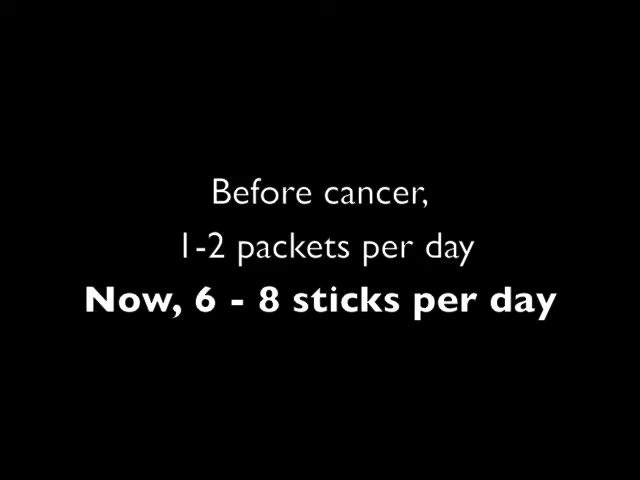 Before cancer,
1-2 packets per day
Now, 6 - 8 sticks per day